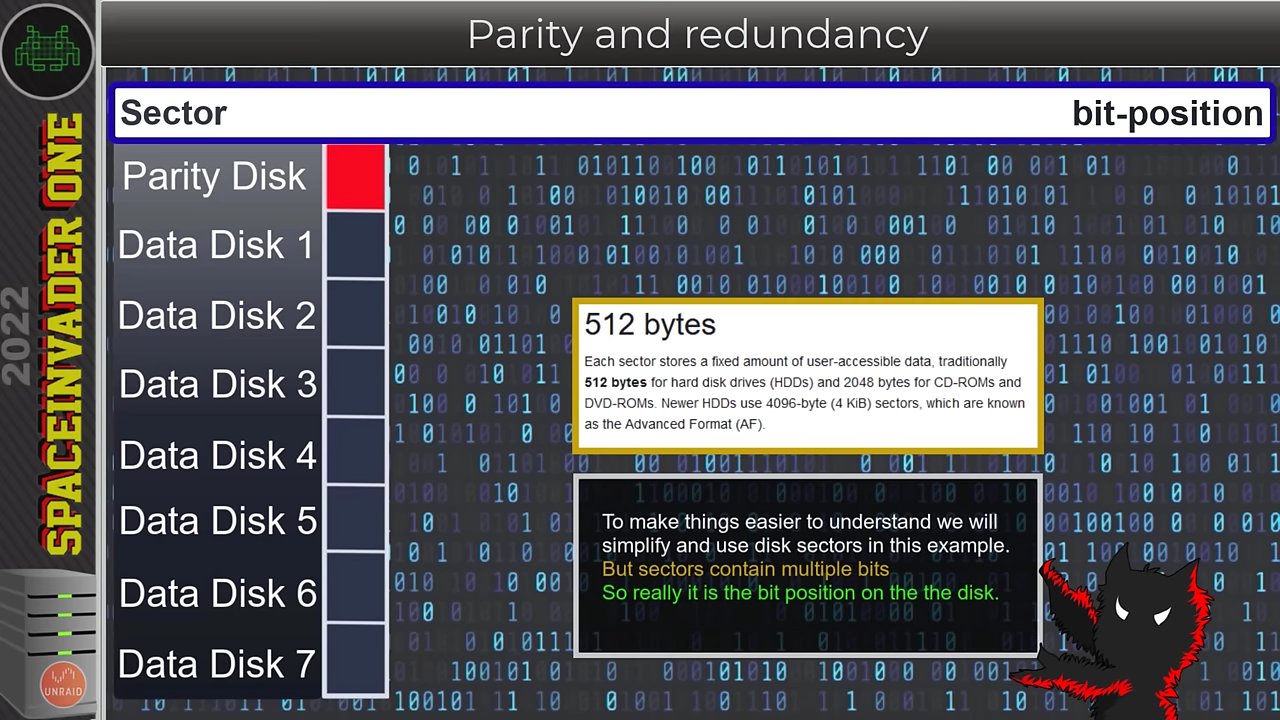 Parity and redundancy
Sector bit-position
Parity Disk
Data Disk 1
Data Disk 2
Data Disk 3
Data Disk 4
Data Disk 5
Data Disk 6
Data Disk 7
512 bytes
Each sector stores a fixed amount of user-accessible data, traditionally
512 bytes for hard disk drives (HDDs) and 2048 bytes for CD-ROMs and
DVD-ROMs. Newer HDDs use 4096-byte (4 KiB) sectors, which are known
as the Advanced Format (AF).
To make things easier to understand we will
simplify and use disk sectors in this example.
But sectors contain multiple bits
So really it is the bit position on the the disk.
2022
SPACEINVADER ONE
UNRAID